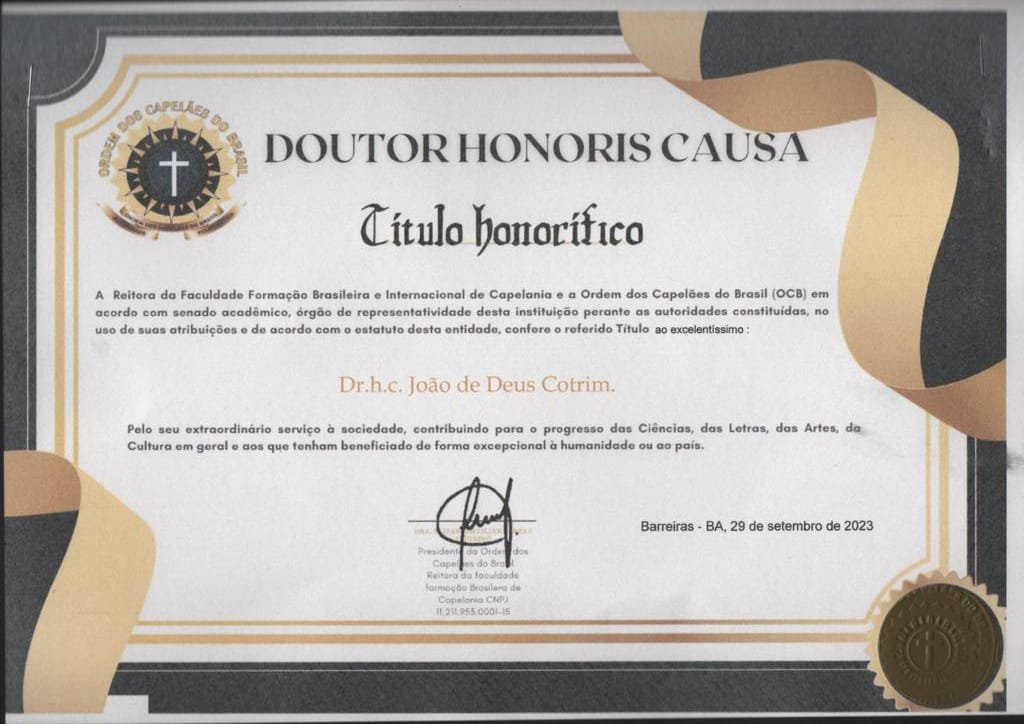 ORDEM DOS CAPELÃES DO BRASIL
DOUTOR HONORIS CAUSA
Título honorífico
A Reitora da Faculdade Formação Brasileira e Internacional de Capelania e a Ordem dos Capelães do Brasil (OCB) em
acordo com senado acadêmico, órgão de representatividade desta instituição perante as autoridades constituídas, no
uso de suas atribuições e de acordo com o estatuto desta entidade, confere o referido Título ao excelentíssimo :
Dr.h.c. João de Deus Cotrim.
Pelo seu extraordinário serviço à sociedade, contribuindo para o progresso das Ciências, das Letras, das Artes, da
Cultura em geral e aos que tenham beneficiado de forma excepcional à humanidade ou ao país.
Barreiras - BA, 29 de setembro de 2023
DRA.
Presidente da Ordem dos
Capelães do Brasil
Reitora da faculdade
formação Brasilera de
Capelania CNPJ
11.211.953.0001-15